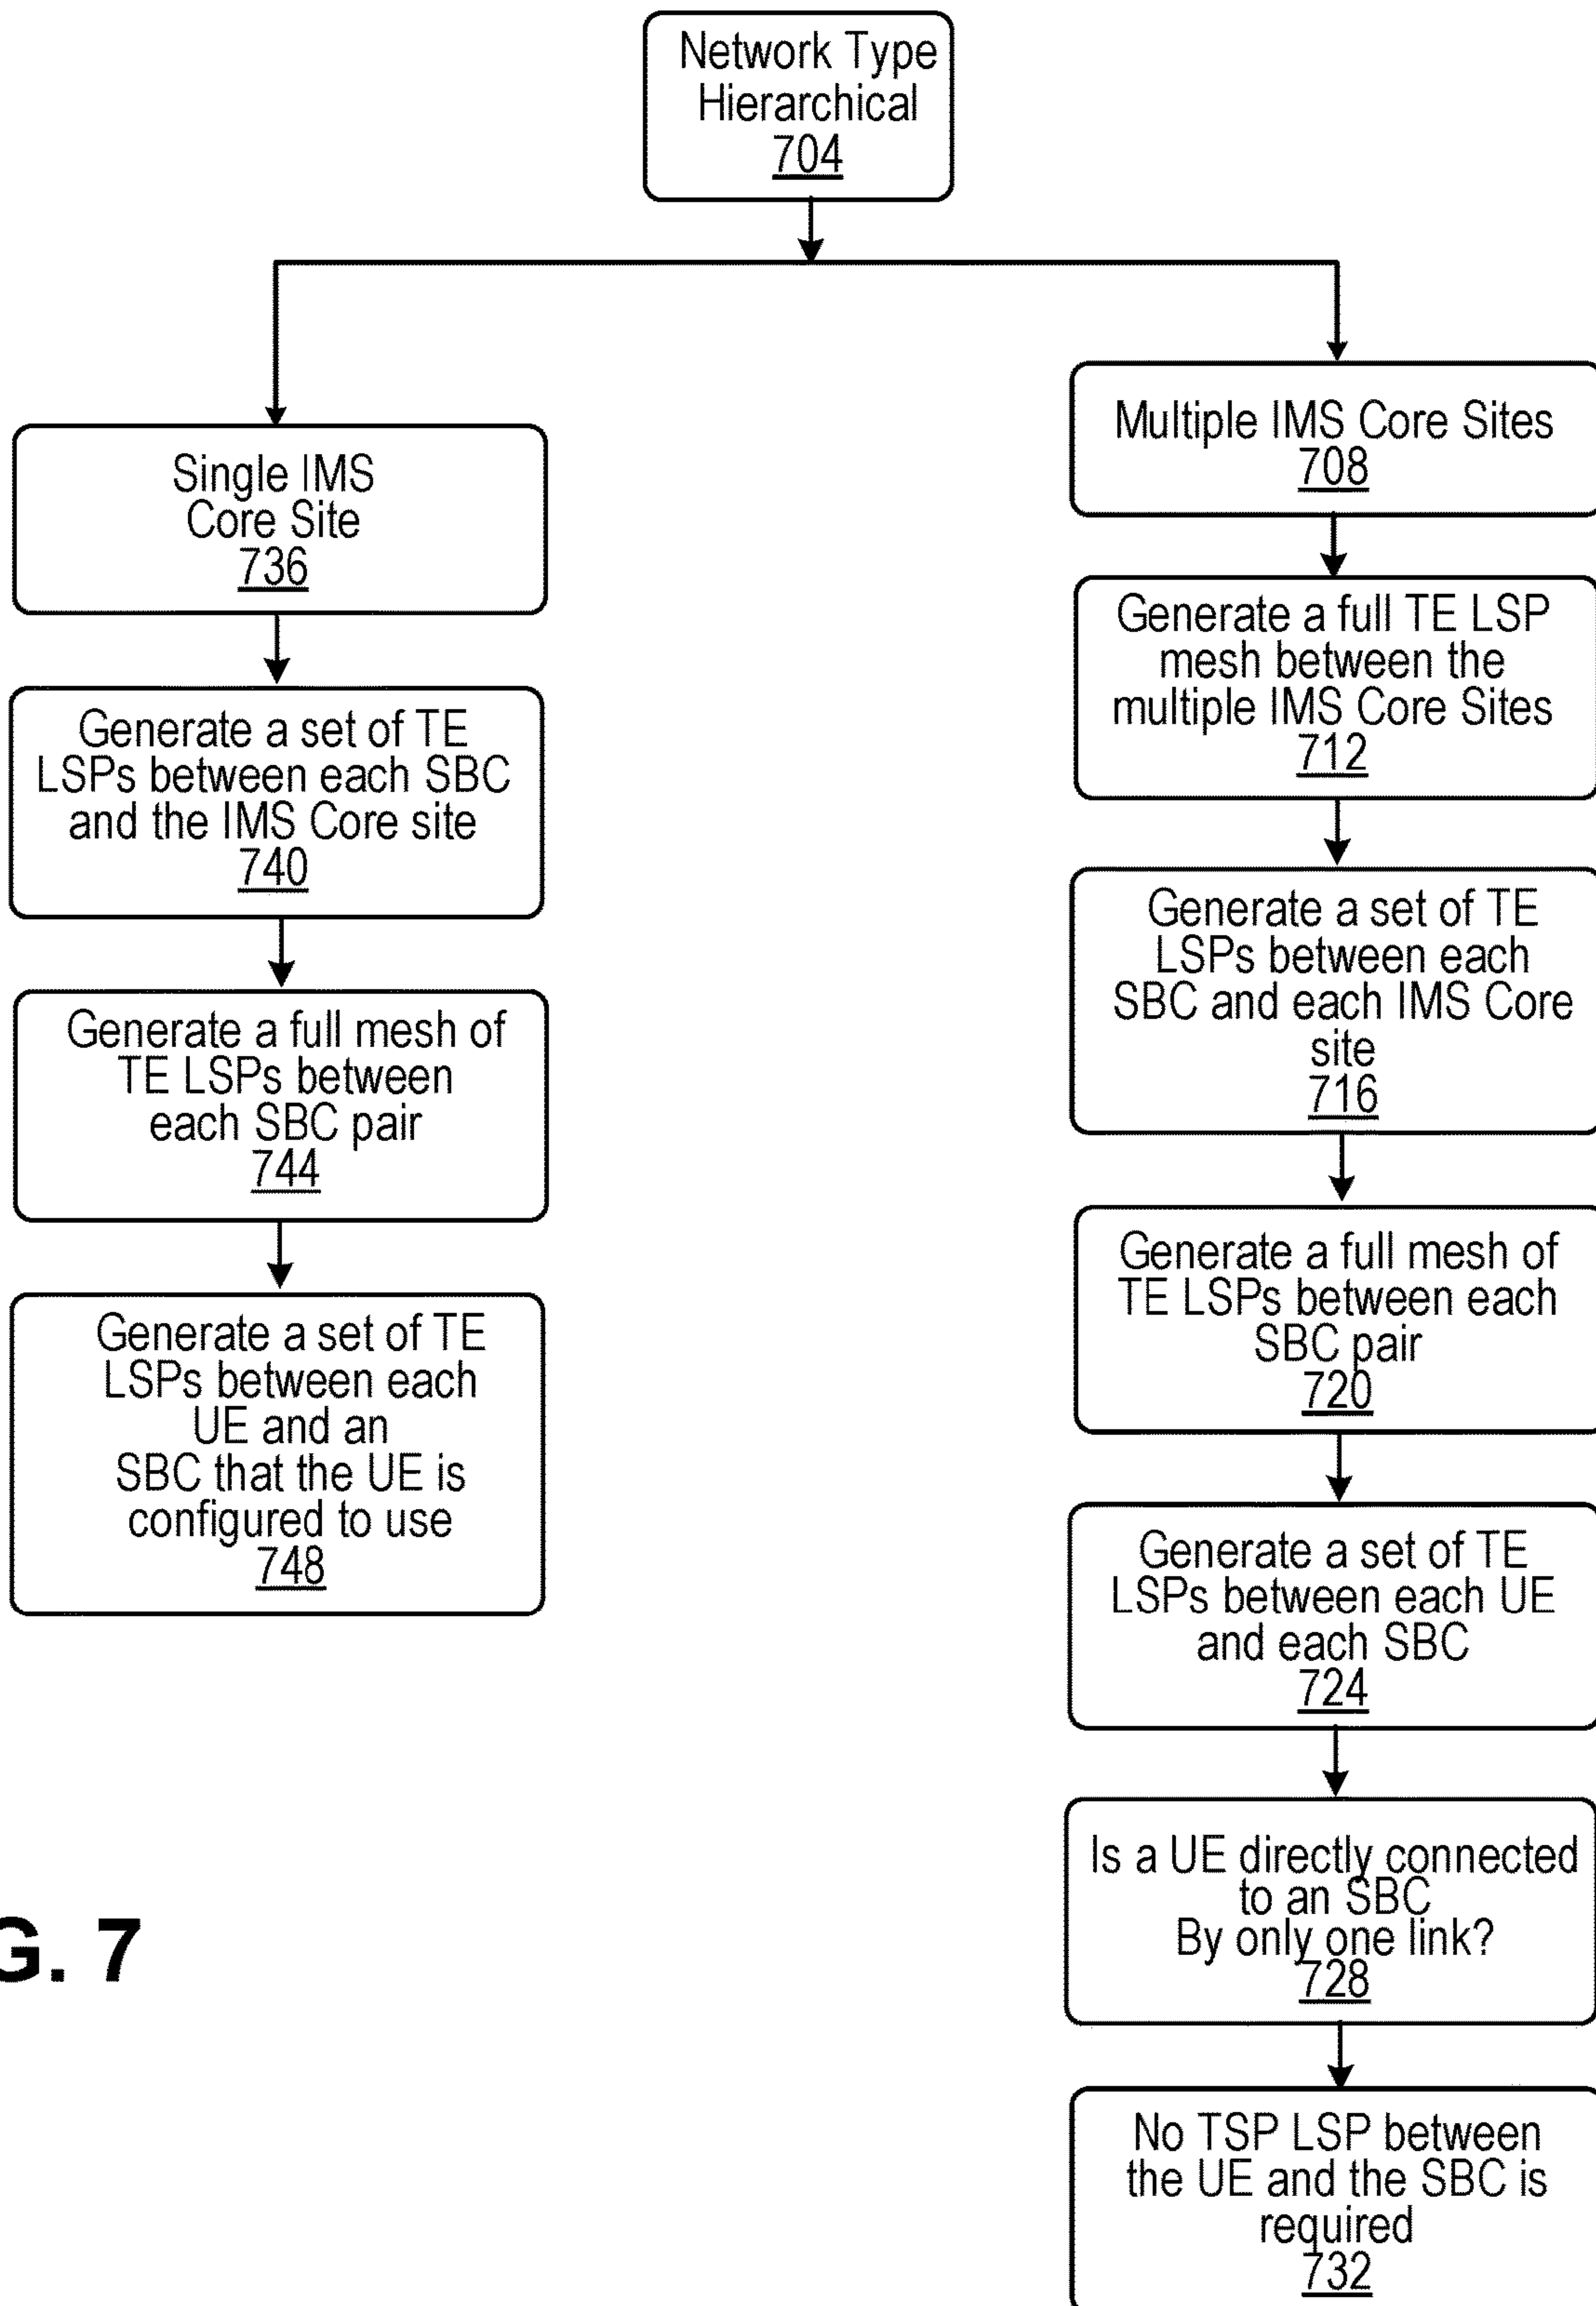 Network Type
Hierarchical
704
Single IMS
Core Site
736
Generate a set of TE
LSPs between each SBC
and the IMS Core site
740
Generate a full mesh of
TE LSPs between
each SBC pair
744
Generate a set of TE
LSPs between each
UE and an
SBC that the UE is
configured to use
748
Multiple IMS Core Sites
708
Generate a full TE LSP
mesh between the
multiple IMS Core Sites
712
Generate a set of TE
LSPs between each
SBC and each IMS Core
site
716
Generate a full mesh of
TE LSPs between each
SBC pair
720
Generate a set of TE
LSPs between each UE
and each SBC
724
Is a UE directly connected
to an SBC
By only one link?
728
No TSP LSP between
the UE and the SBC is
required
732
G. 7